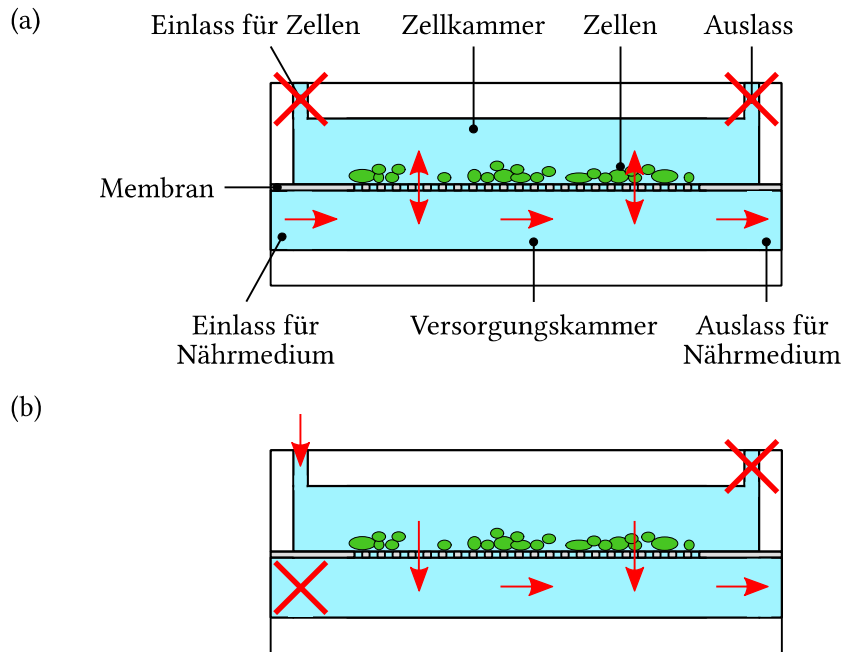 (a)
Einlass für Zellen Zellkammer Zellen Auslass
Membran
Einlass für Versorgungskammer Auslass für
Nährmedium Nährmedium
(b)